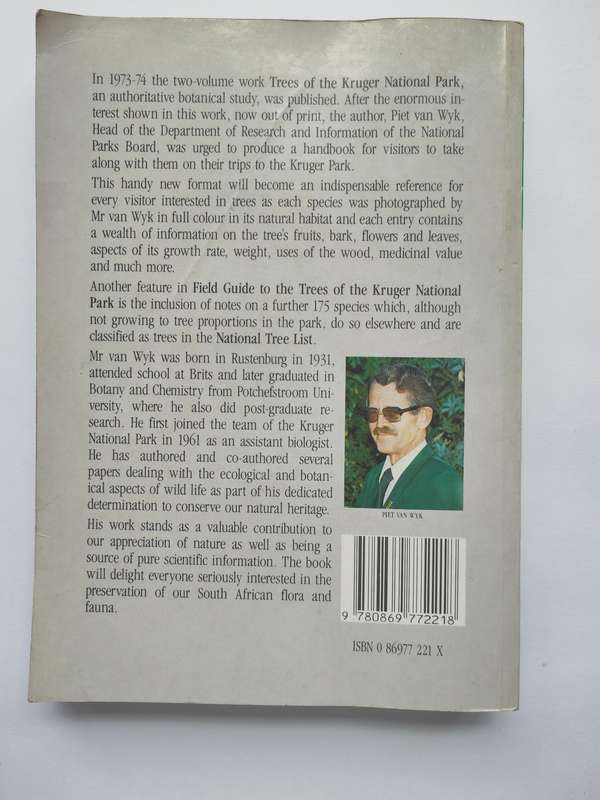 In 1973-74 the two-volume work Trees of the Kruger National Park,
an authoritative botanical study, was published. After the enormous in-
terest shown in this work, now out of print, the author, Piet van Wyk,
Head of the Department of Research and Information of the National
Parks Board, was urged to produce a handbook for visitors to take
along with them on their trips to the Kruger Park.
This handy new format will become an indispensable reference for
every visitor interested in trees as each species was photographed by
Mr van Wyk in full colour in its natural habitat and each entry contains
a wealth of information on the tree's fruits, bark, flowers and leaves,
aspects of its growth rate, weight, uses of the wood, medicinal value
and much more.
Another feature in Field Guide to the Trees of the Kruger National
Park is the inclusion of notes on a further 175 species which, although
not growing to tree proportions in the park, do so elsewhere and are
classified as trees in the National Tree List.
Mr van Wyk was born in Rustenburg in 1931,
attended school at Brits and later graduated in
Botany and Chemistry from Potchefstroom Uni-
versity, where he also did post-graduate re-
search. He first joined the team of the Kruger
National Park in 1961 as an assistant biologist.
He has authored and co-authored several
papers dealing with the ecological and botan-
ical aspects of wild life as part of his dedicated
determination to conserve our natural heritage.
His work stands as a valuable contribution to
our appreciation of nature as well as being a
source of pure scientific information. The book
will delight everyone seriously interested in the
preservation of our South African flora and
fauna.
PIET VAN WYK
9 780869 772218
ISBN 0 86977 221 X